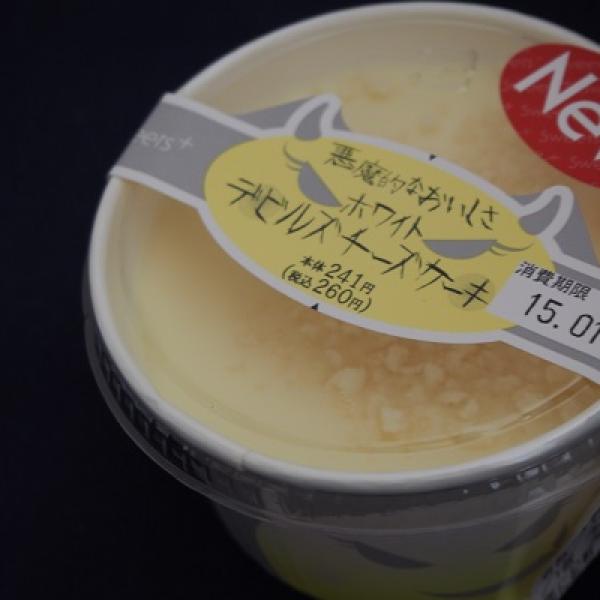 New
悪魔的なおいしさ
ホワイト
デビルズチーズケーキ
本体241円
(税込260円)
消費期限
15.01